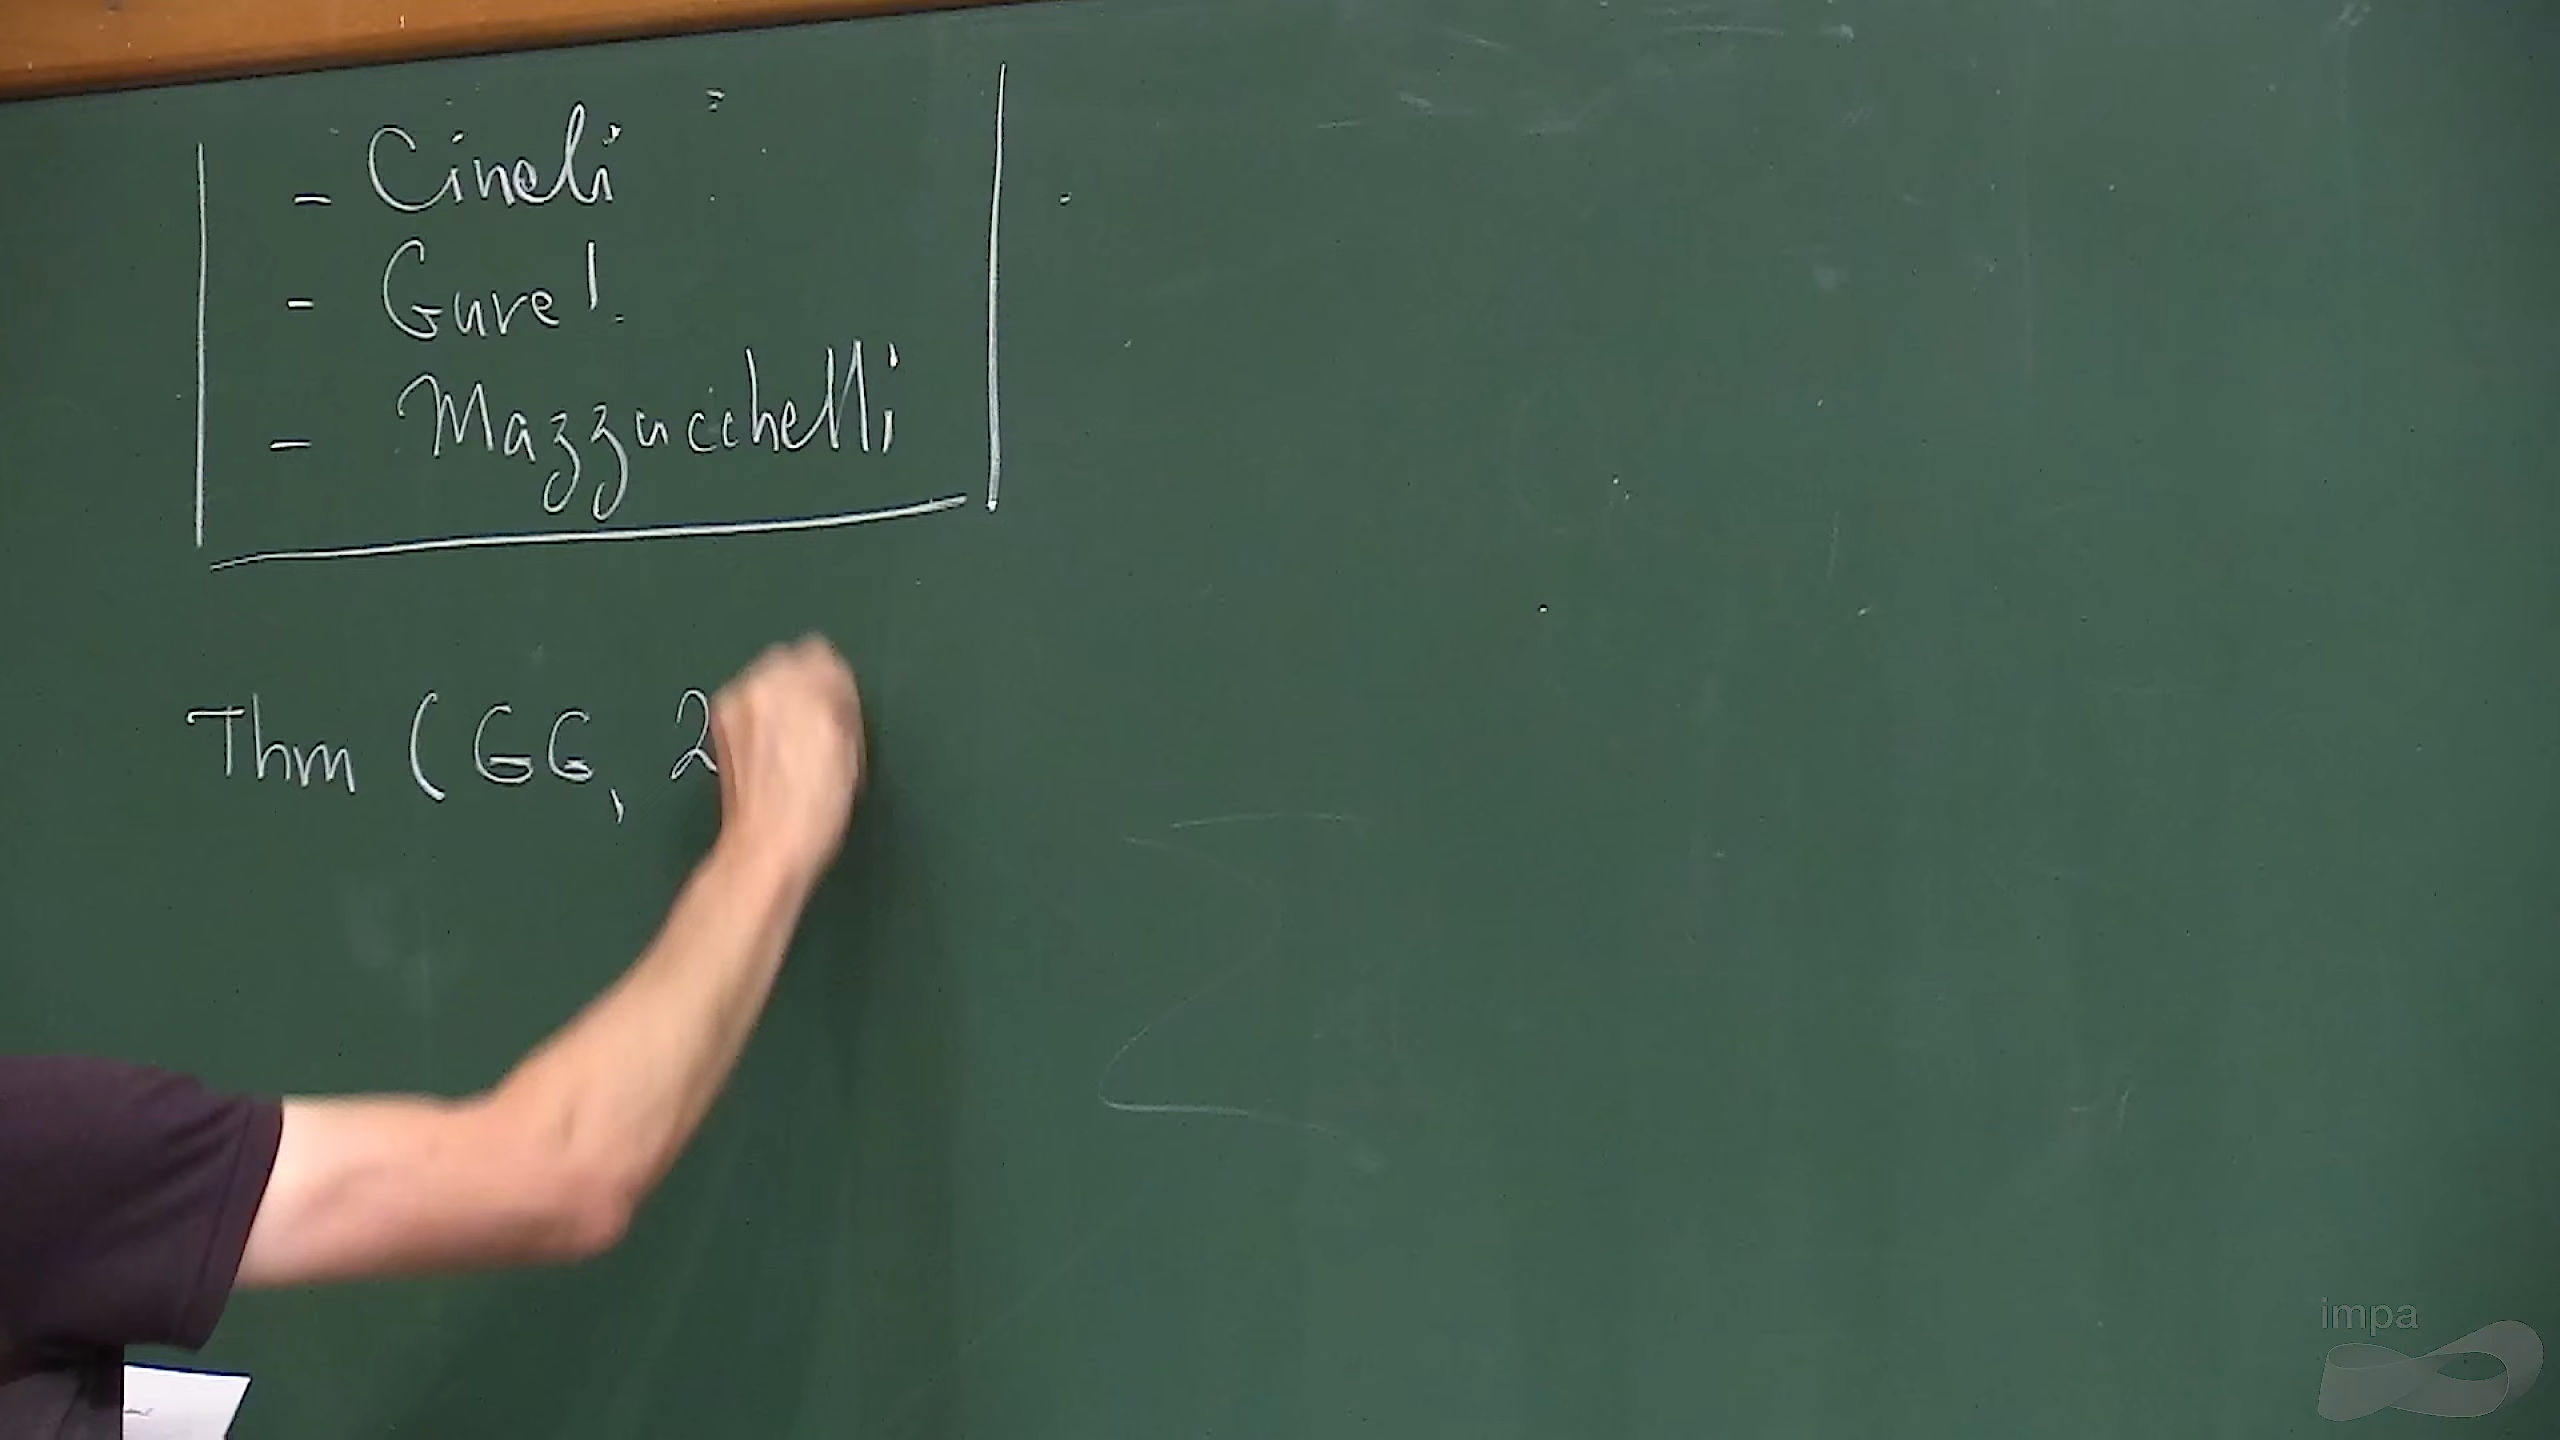 - Cineli
- Gurel
- Mazzucchelli
Thm (GG, 2
impa